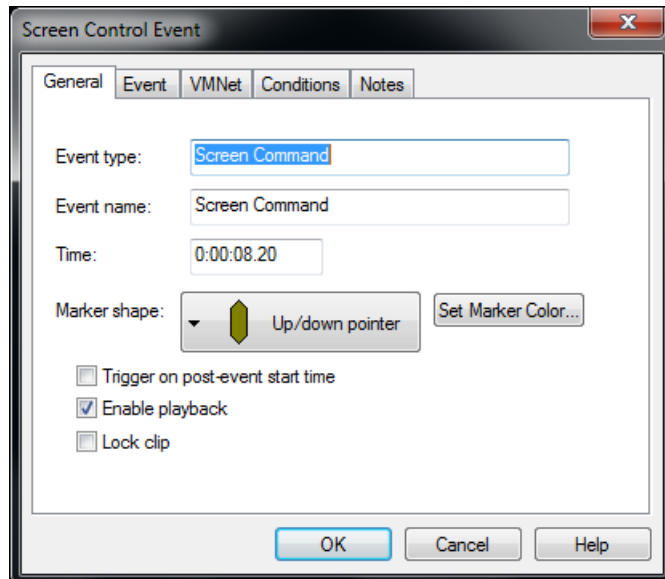 Screen Control Event
General Event VMNet Conditions Notes
Event type: Screen Command
Event name: Screen Command
Time: 0:00:08.20
Marker shape: Up/down pointer Set Marker Color...
Trigger on post-event start time
Enable playback
Lock clip
OK Cancel Help